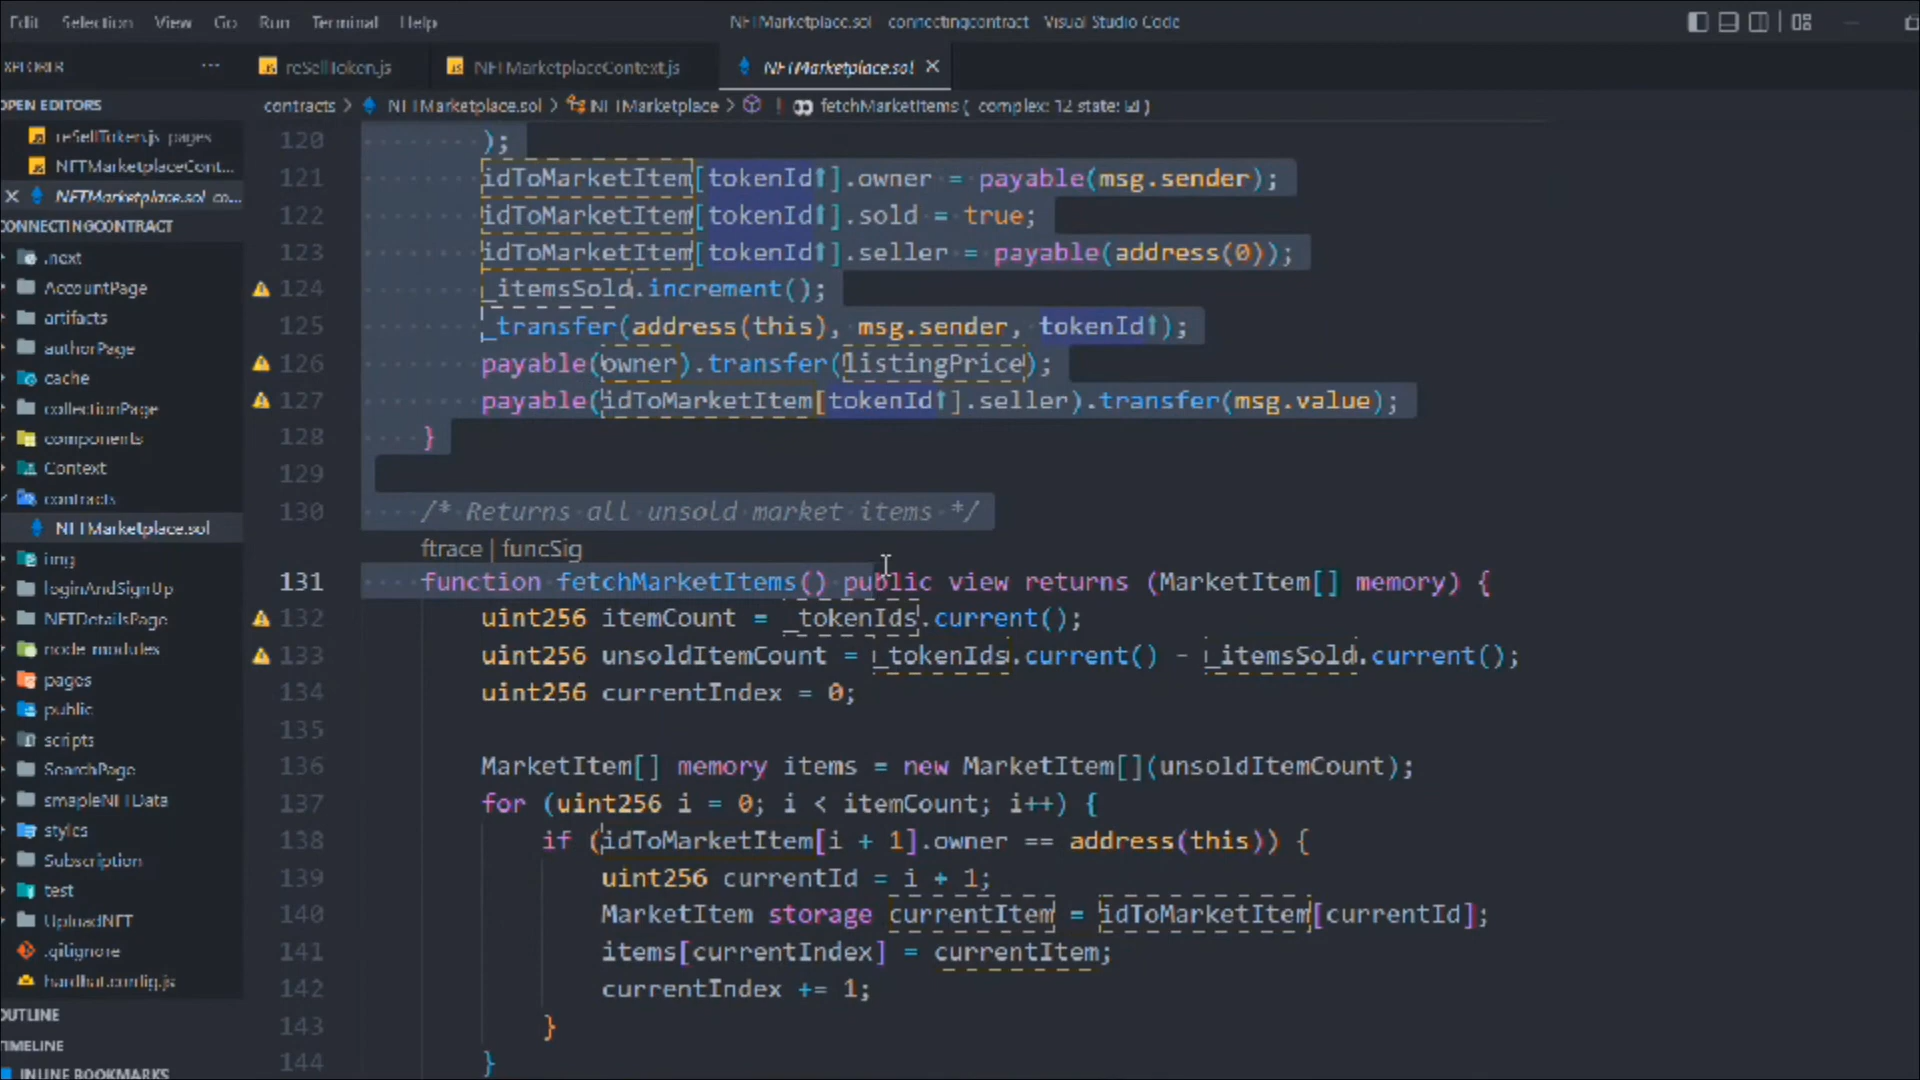 Edit Selection View Go Run Terminal Help
NFTMarketplace.sol connectingcontract Visual Studio Code
XPLORER ···
reSellToken.js NFTMarketplaceContext.js NFTMarketplace.sol
OPEN EDITORS
reSellToken.js pages
NFTMarketplaceCont...
NFTMarketplace.sol co...
CONNECTINGCONTRACT
.next
AccountPage
artifacts
authorPage
cache
collectionPage
components
Context
contracts
NFTMarketplace.sol
img
loginAndSignUp
NFTDetailsPage
node_modules
pages
public
scripts
SearchPage
smapleNFTData
styles
Subscription
test
UploadNFT
.gitignore
hardhat.config.js
OUTLINE
TIMELINE
INLINE BOOKMARKS
contracts > NFTMarketplace.sol > NFTMarketplace > fetchMarketItems ( complex: 12 state: ☑ )
120 );
121 idToMarketItem[tokenId↑].owner = payable(msg.sender);
122 idToMarketItem[tokenId↑].sold = true;
123 idToMarketItem[tokenId↑].seller = payable(address(0));
124 _itemsSold.increment();
125 _transfer(address(this), msg.sender, tokenId↑);
126 payable(owner).transfer(listingPrice);
127 payable(idToMarketItem[tokenId↑].seller).transfer(msg.value);
128 }
129
130 /* Returns all unsold market items */
ftrace | funcSig
131 function fetchMarketItems() public view returns (MarketItem[] memory) {
132 uint256 itemCount = _tokenIds.current();
133 uint256 unsoldItemCount = _tokenIds.current() - _itemsSold.current();
134 uint256 currentIndex = 0;
135
136 MarketItem[] memory items = new MarketItem[](unsoldItemCount);
137 for (uint256 i = 0; i < itemCount; i++) {
138 if (idToMarketItem[i + 1].owner == address(this)) {
139 uint256 currentId = i + 1;
140 MarketItem storage currentItem = idToMarketItem[currentId];
141 items[currentIndex] = currentItem;
142 currentIndex += 1;
143 }
144 }